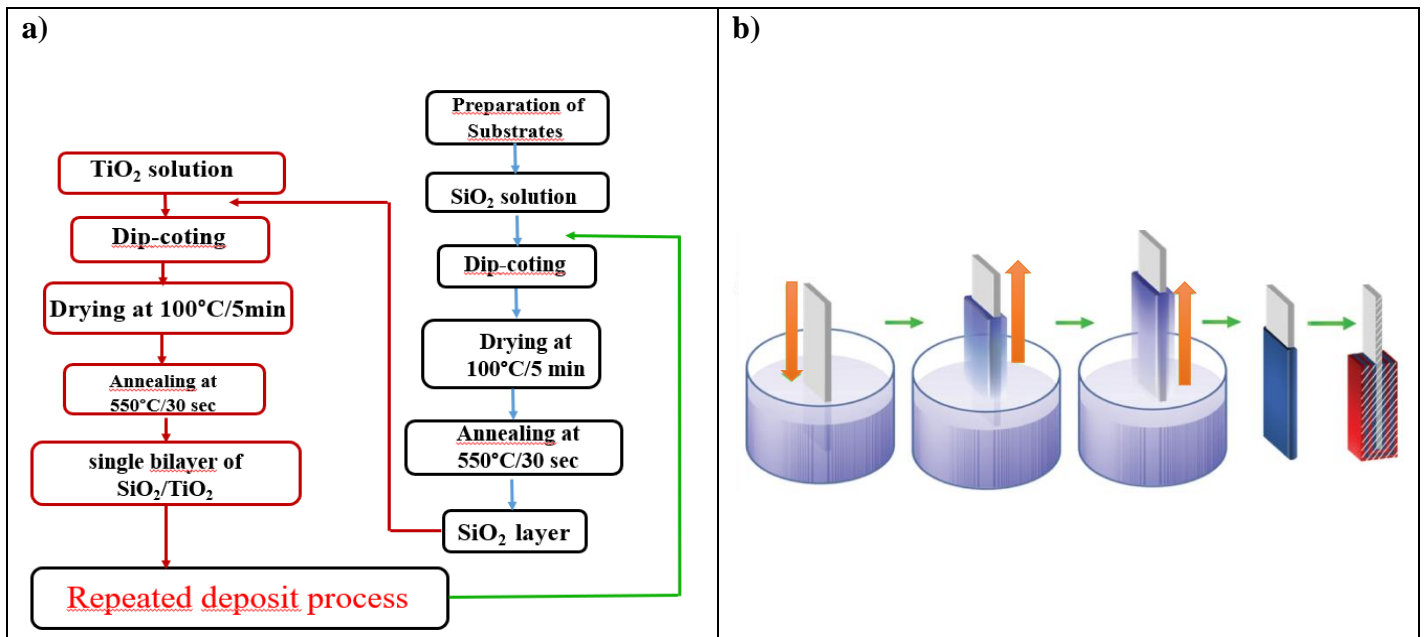 a)
Preparation of
Substrates
SiO₂ solution
Dip-coting
Drying at
100°C/5 min
Annealing at
550°C/30 sec
SiO₂ layer
TiO₂ solution
Dip-coting
Drying at 100°C/5min
Annealing at
550°C/30 sec
single bilayer of
SiO₂/TiO₂
Repeated deposit process
b)